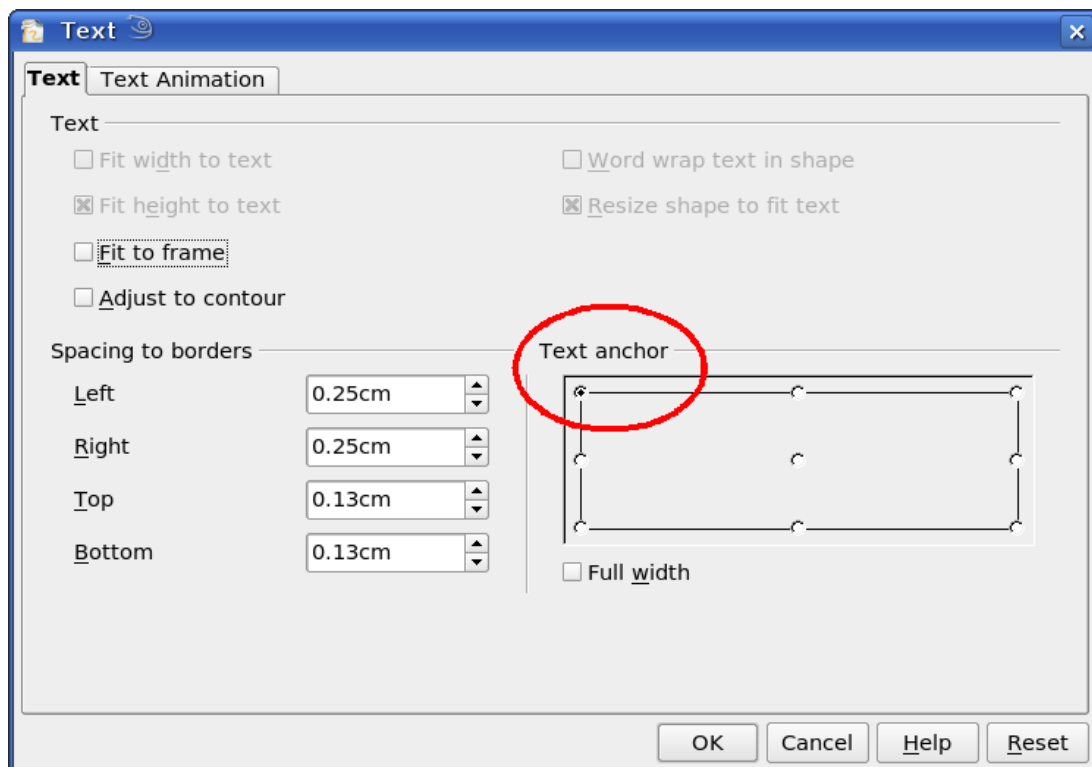 Text
Text Text Animation
Text
Fit width to text Word wrap text in shape
Fit height to text Resize shape to fit text
Fit to frame
Adjust to contour
Spacing to borders Text anchor
Left 0.25cm
Right 0.25cm
Top 0.13cm
Bottom 0.13cm
Full width
OK Cancel Help Reset